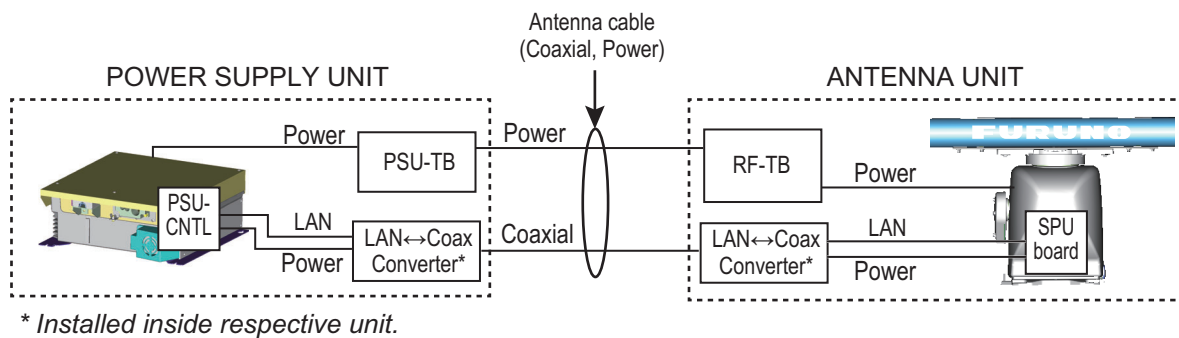 Antenna cable
(Coaxial, Power)
POWER SUPPLY UNIT
ANTENNA UNIT
Power
PSU-TB
Power
RF-TB
Power
FURUNO
PSU-
CNTL
LAN
Power
LAN↔Coax
Converter*
Coaxial
LAN↔Coax
Converter*
LAN
Power
SPU
board
* Installed inside respective unit.